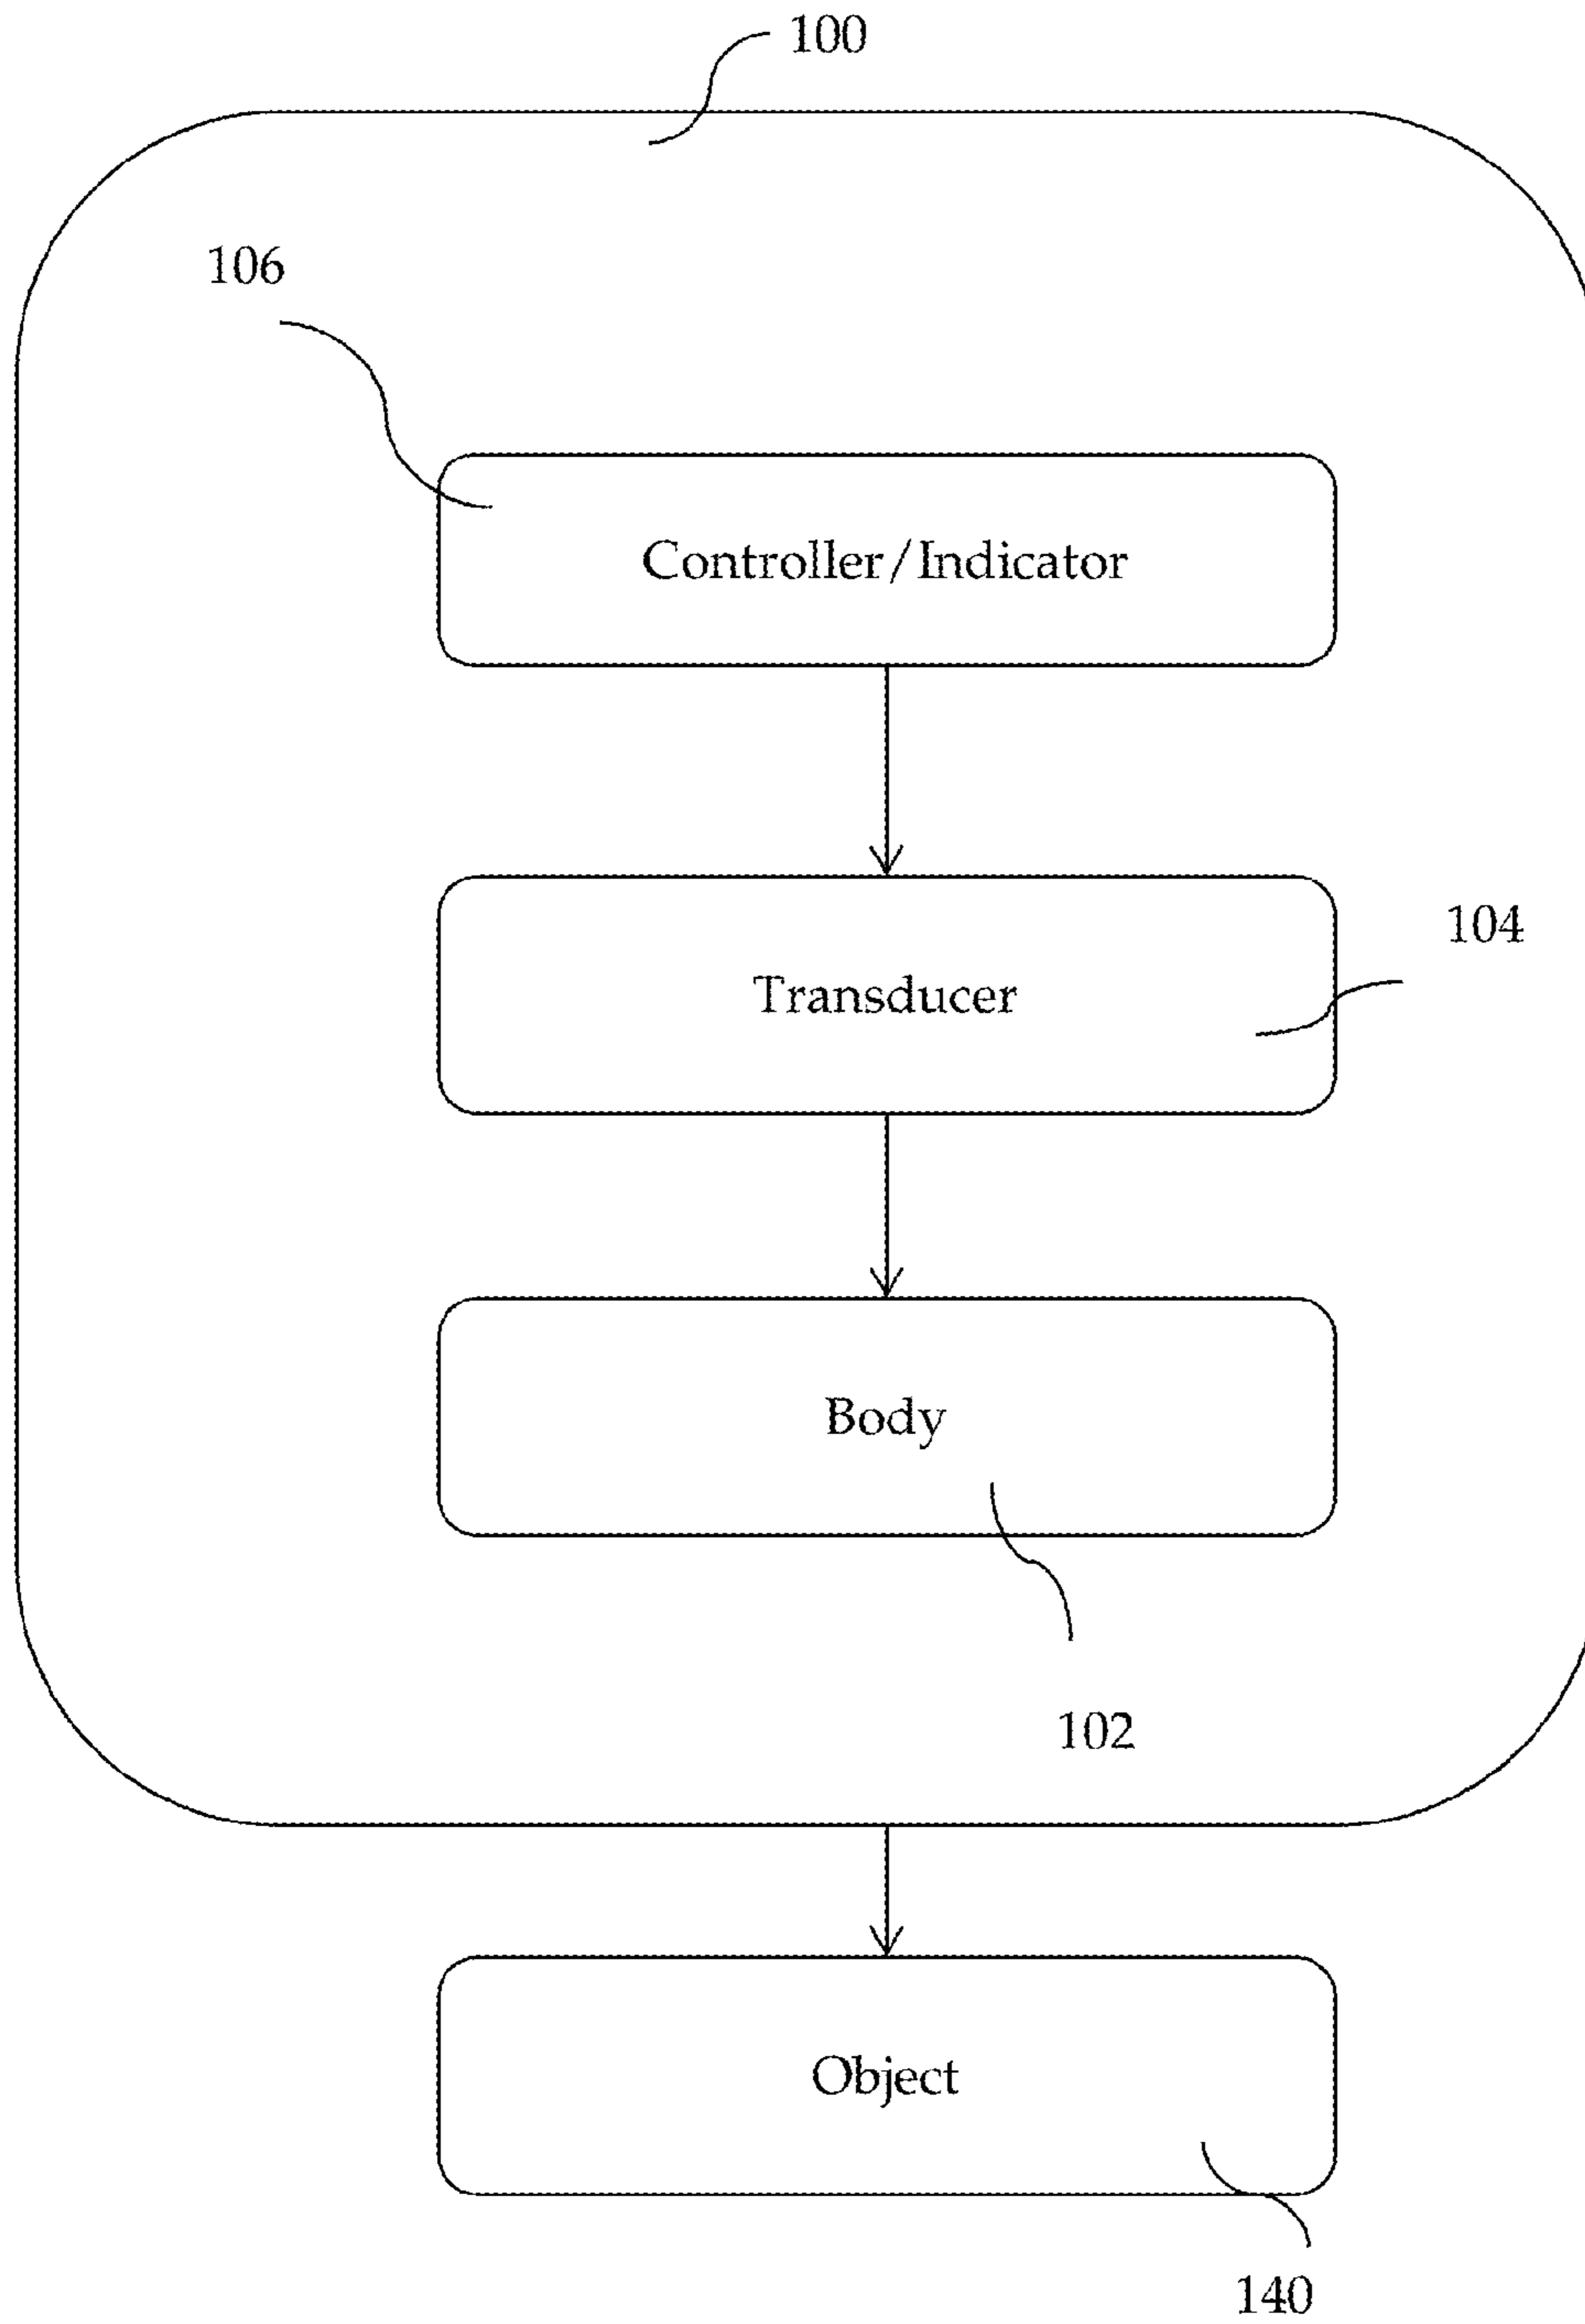 100
106
Controller/Indicator
104
Transducer
Body
102
Object
140